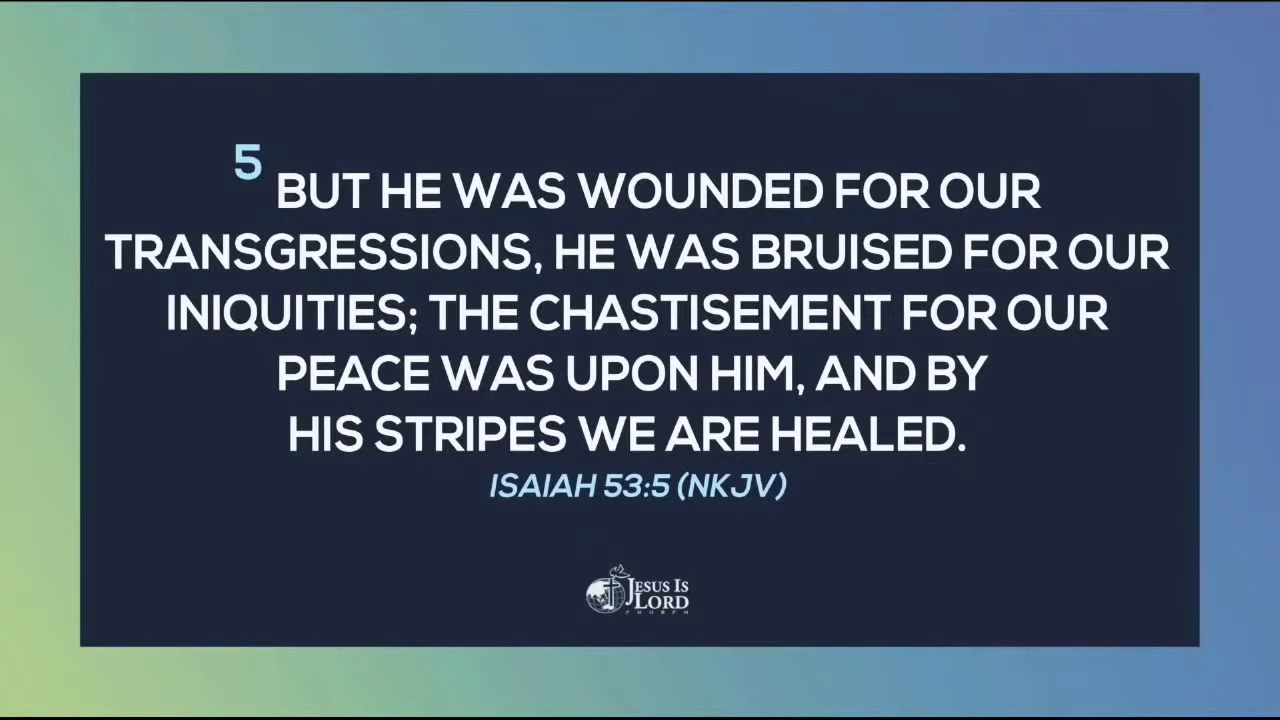 5 BUT HE WAS WOUNDED FOR OUR
TRANSGRESSIONS, HE WAS BRUISED FOR OUR
INIQUITIES; THE CHASTISEMENT FOR OUR
PEACE WAS UPON HIM, AND BY
HIS STRIPES WE ARE HEALED.
ISAIAH 53:5 (NKJV)
JESUS IS
LORD
CHURCH